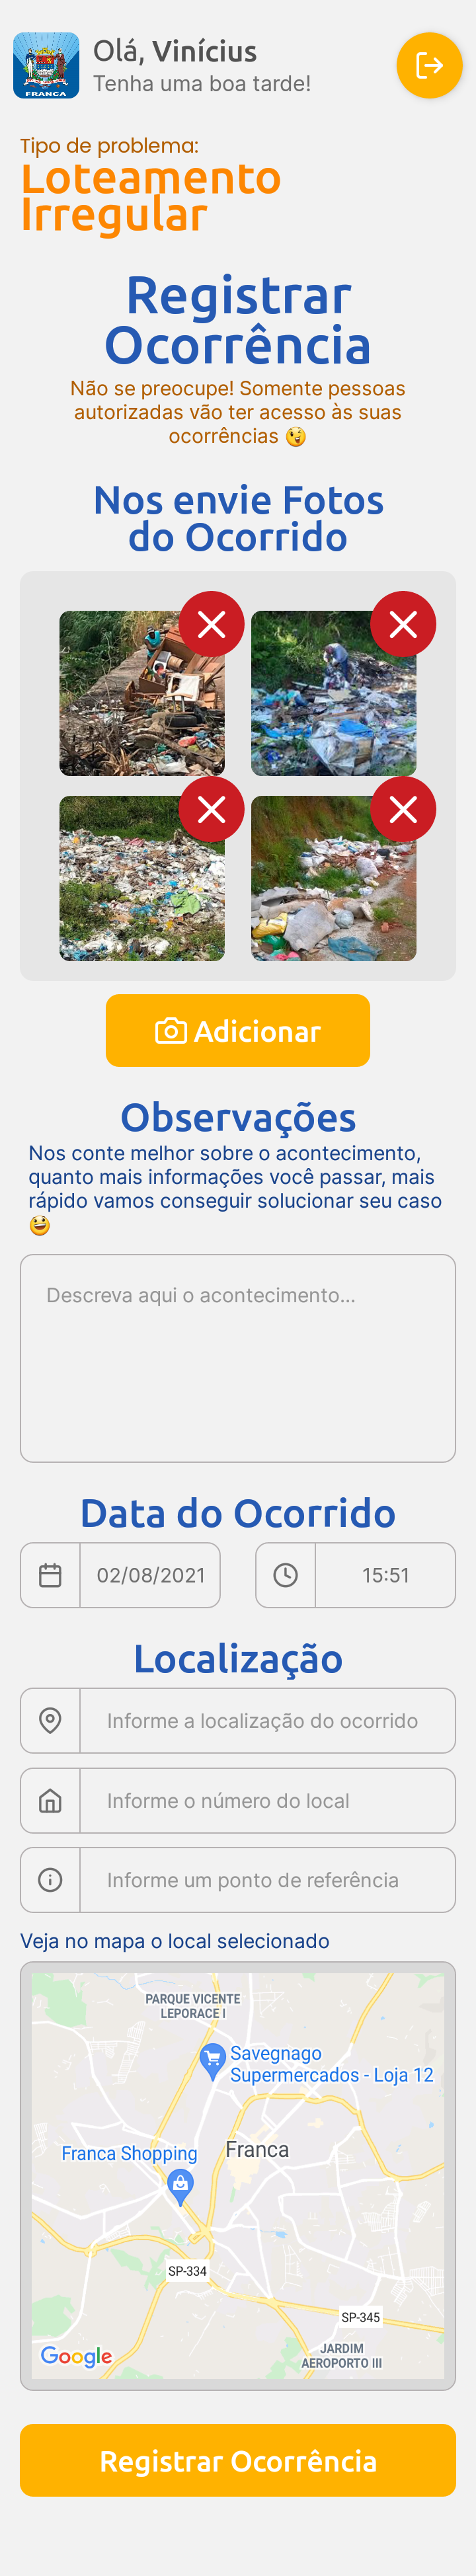 FRANCA
Olá, Vinícius
Tenha uma boa tarde!
Tipo de problema:
Loteamento
Irregular
Registrar
Ocorrência
Não se preocupe! Somente pessoas
autorizadas vão ter acesso às suas
ocorrências 😉
Nos envie Fotos
do Ocorrido
Adicionar
Observações
Nos conte melhor sobre o acontecimento,
quanto mais informações você passar, mais
rápido vamos conseguir solucionar seu caso
😃
Descreva aqui o acontecimento...
Data do Ocorrido
02/08/2021
15:51
Localização
Informe a localização do ocorrido
Informe o número do local
Informe um ponto de referência
Veja no mapa o local selecionado
PARQUE VICENTE
LEPORACE I
Savegnago
Supermercados - Loja 12
Franca
Franca Shopping
SP-334
SP-345
JARDIM
AEROPORTO III
Google
Registrar Ocorrência